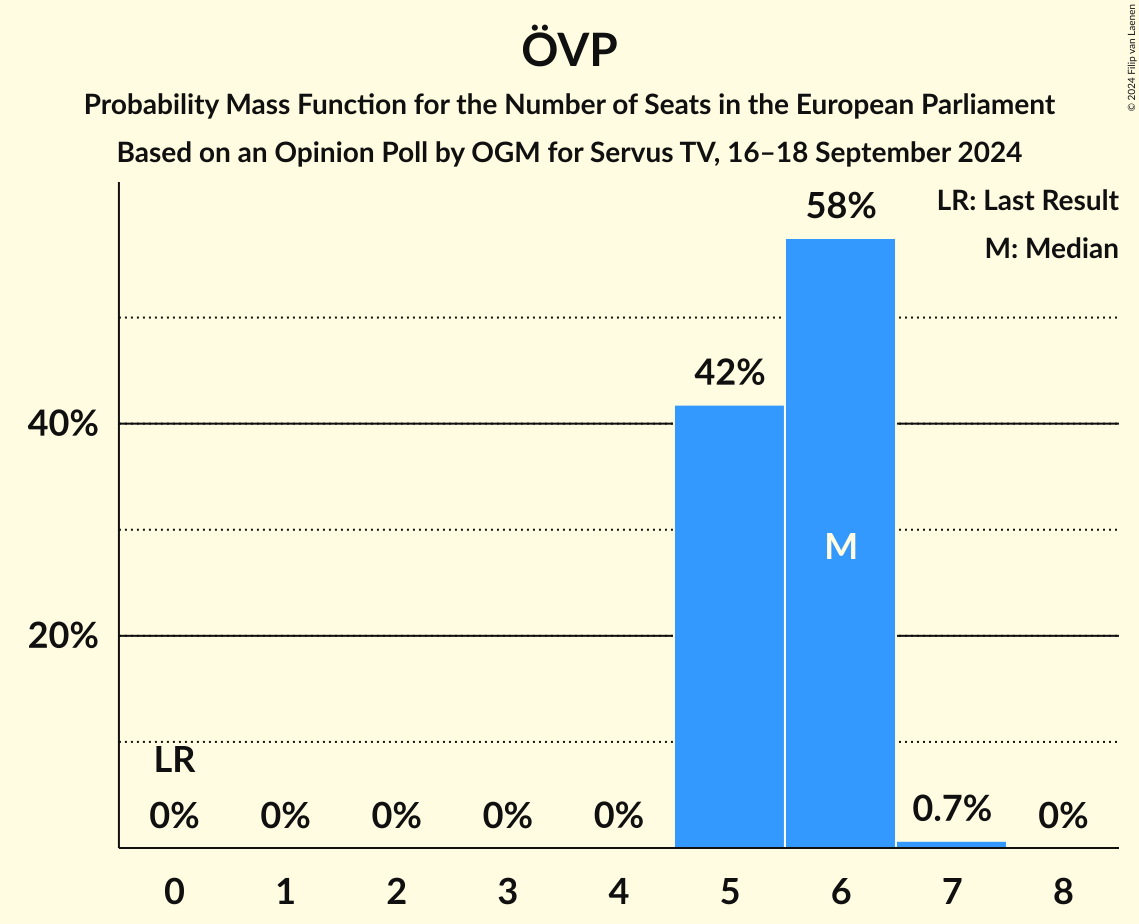 ÖVP
Probability Mass Function for the Number of Seats in the European Parliament
Based on an Opinion Poll by OGM for Servus TV, 16–18 September 2024
© 2024 Filip van Laenen
LR: Last Result
M: Median
58%
42%
40%
M
20%
LR
0% 0% 0% 0% 0% 0.7% 0%
0 1 2 3 4 5 6 7 8